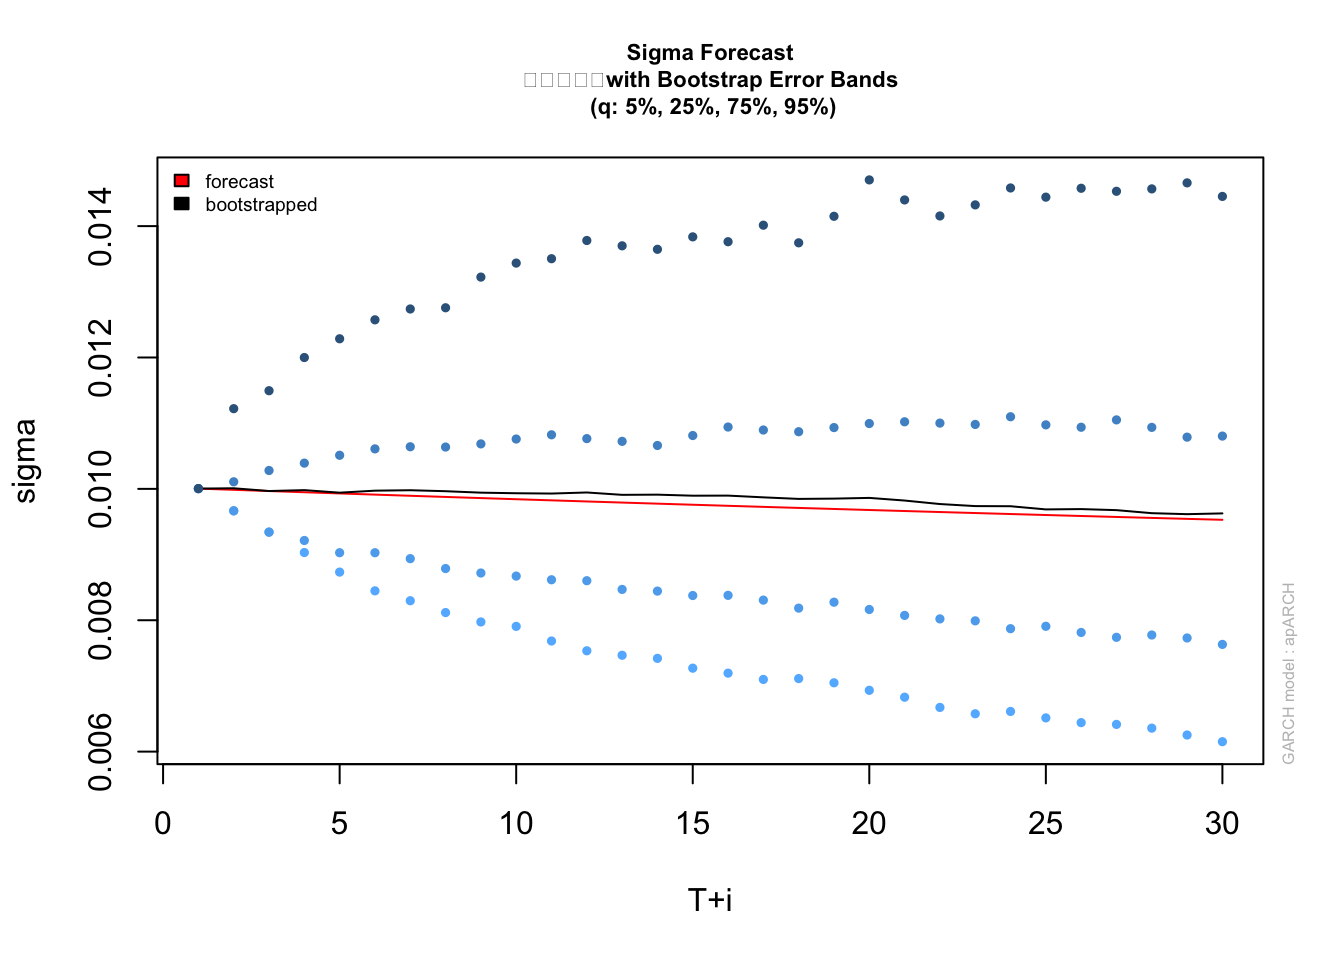 Sigma Forecast
with Bootstrap Error Bands
(q: 5%, 25%, 75%, 95%)
forecast
bootstrapped
sigma
0.014
0.012
0.010
0.008
0.006
0 5 10 15 20 25 30
T+i
GARCH model : apARCH